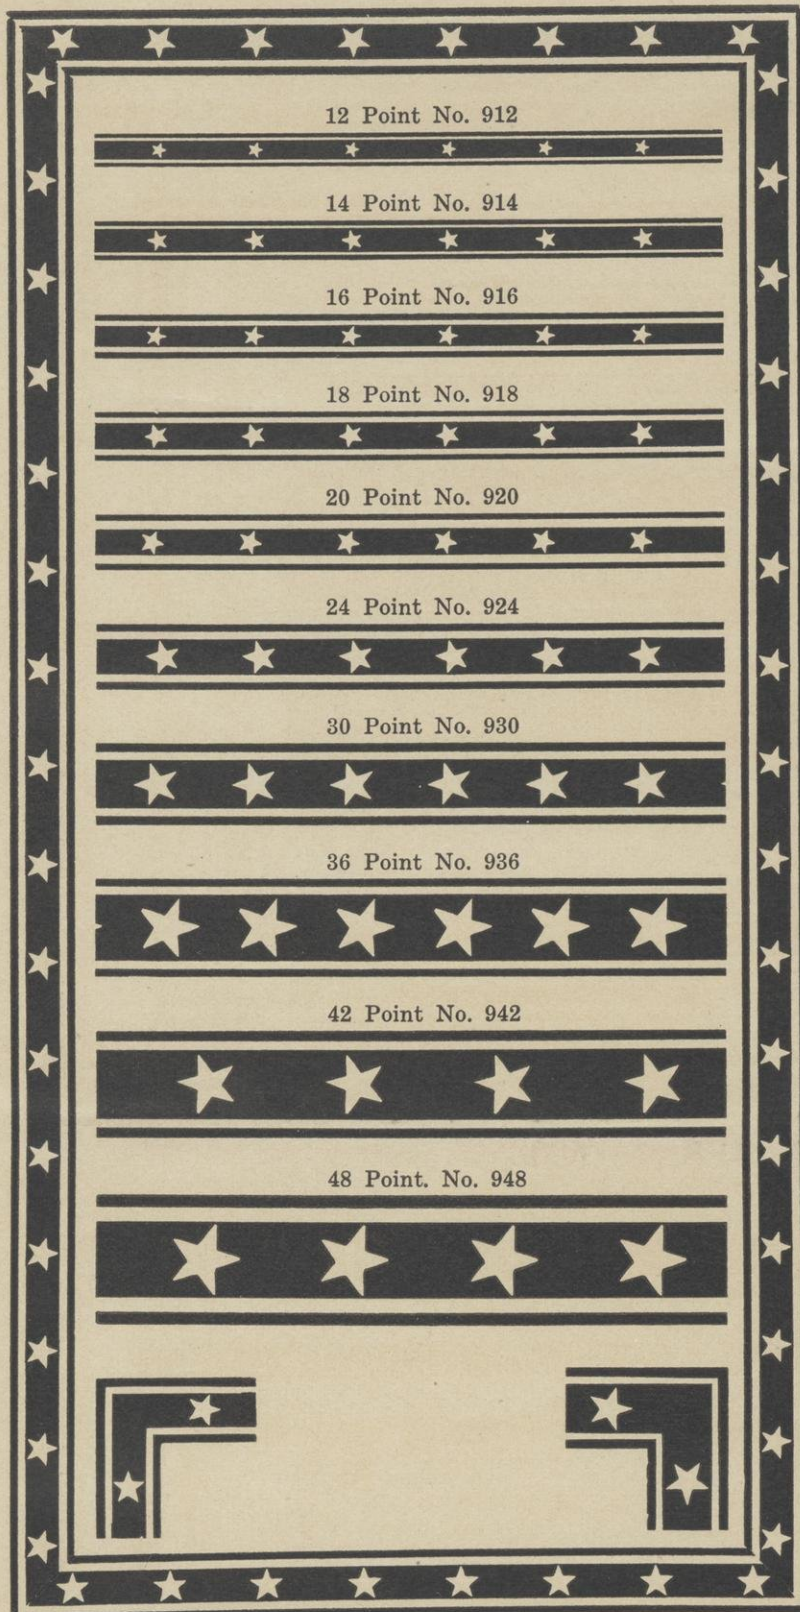 12 Point No. 912
14 Point No. 914
16 Point No. 916
18 Point No. 918
20 Point No. 920
24 Point No. 924
30 Point No. 930
36 Point No. 936
42 Point No. 942
48 Point. No. 948